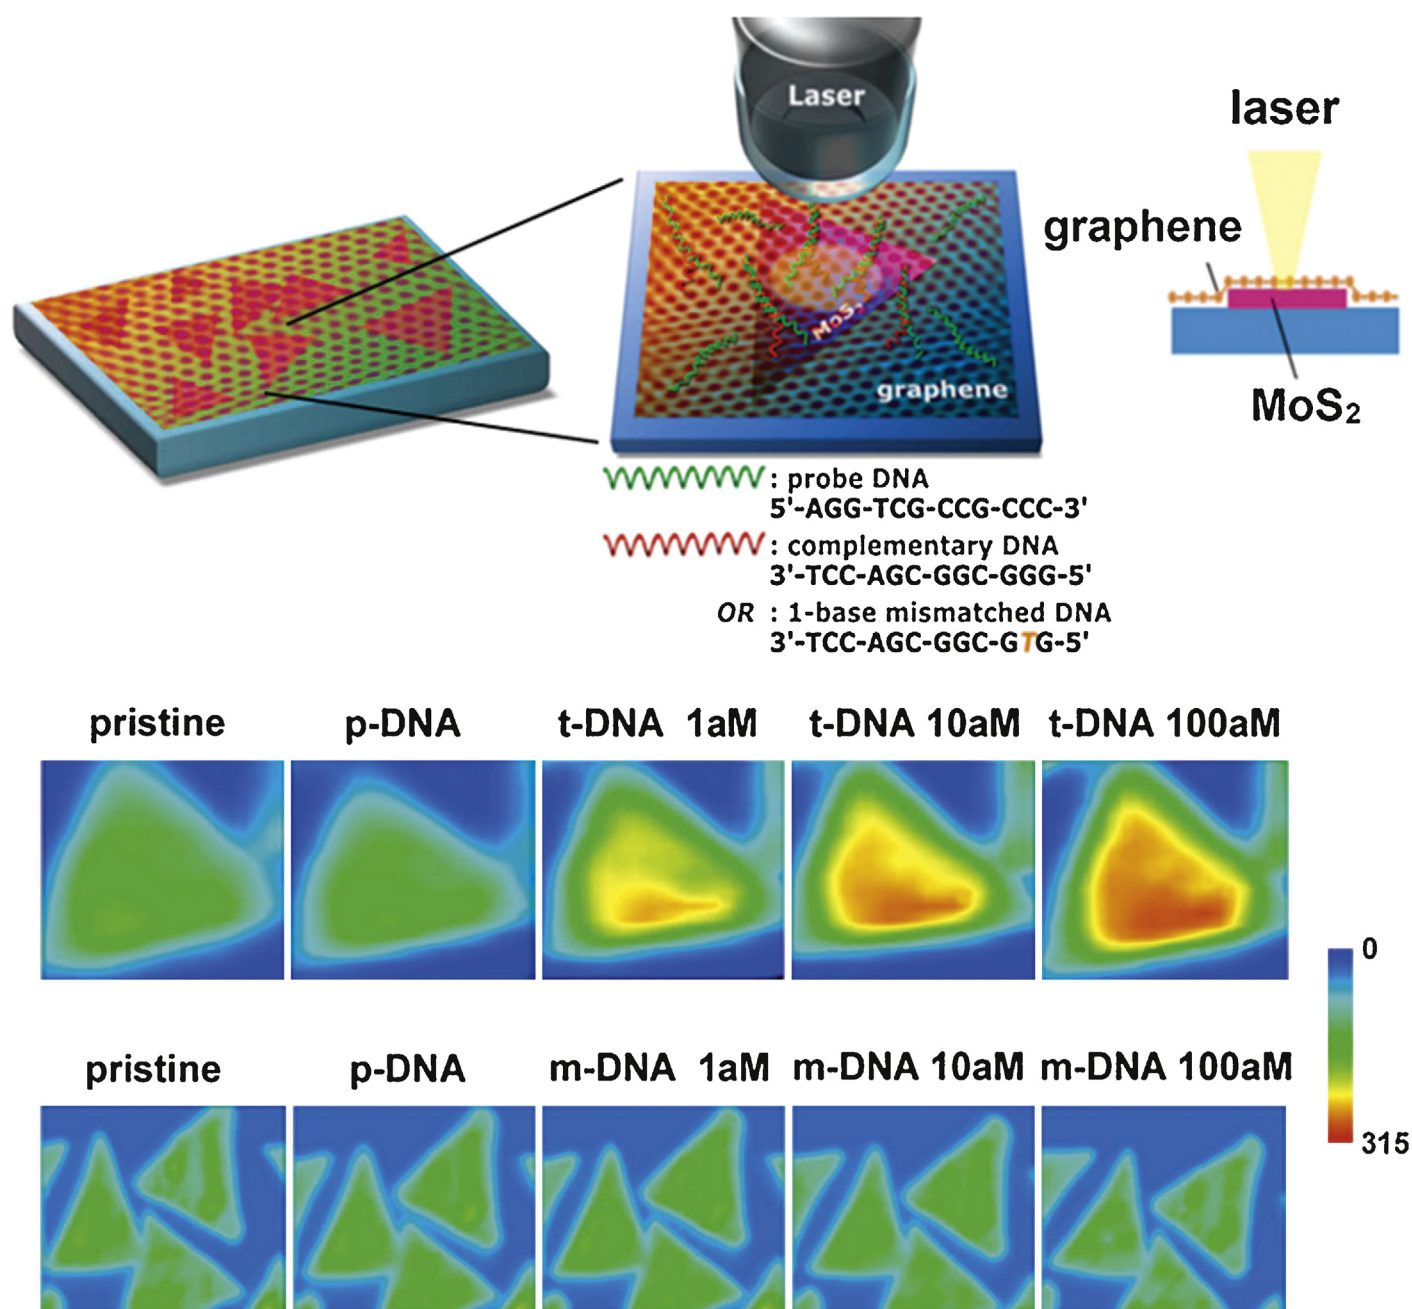 Laser
laser
graphene
MoS₂
graphene
MoS₂
: probe DNA
5'-AGG-TCG-CCG-CCC-3'
: complementary DNA
3'-TCC-AGC-GGC-GGG-5'
OR : 1-base mismatched DNA
3'-TCC-AGC-GGC-GTG-5'
pristine p-DNA t-DNA 1aM t-DNA 10aM t-DNA 100aM
0
315
pristine p-DNA m-DNA 1aM m-DNA 10aM m-DNA 100aM